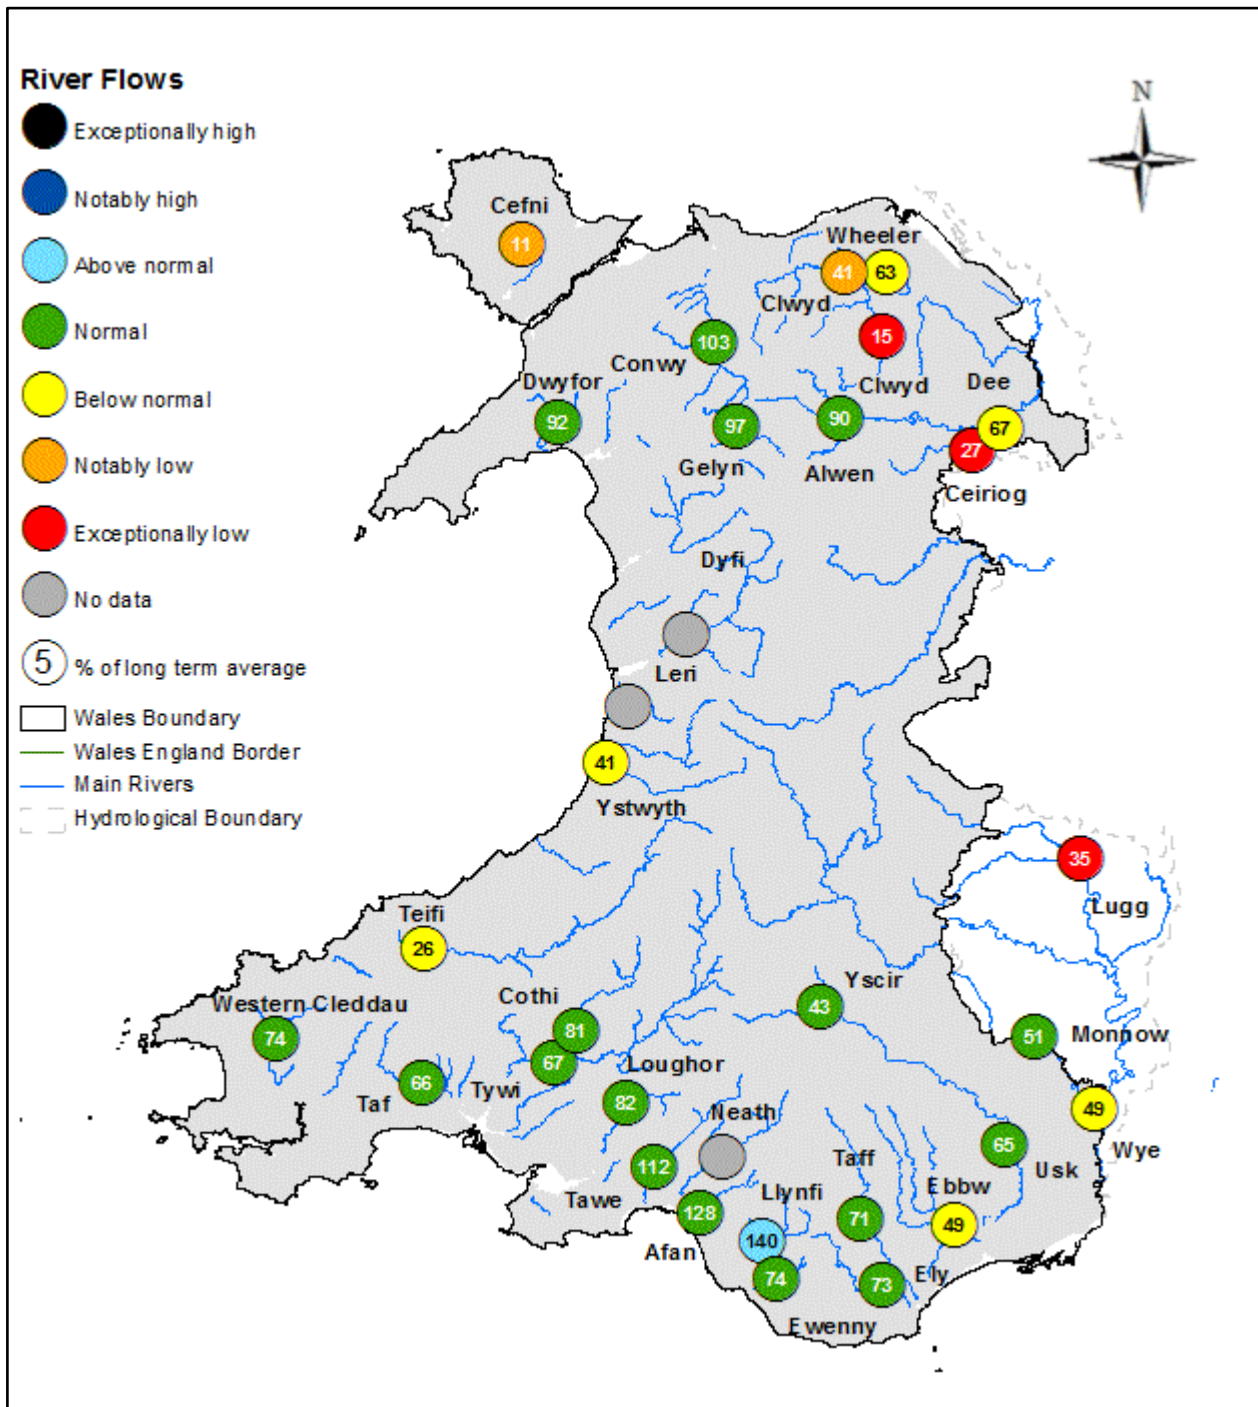 N
River Flows
Exceptionally high
Notably high
Above normal
Normal
Below normal
Notably low
Exceptionally low
No data
5 % of long term average
Wales Boundary
Wales England Border
Main Rivers
Hydrological Boundary
Cefni
11
Wheeler
41
63
Clwyd
15
103
Conwy
Clwyd
Dee
Dwyfor
92
97
90
67
27
Gelyn
Alwen
Ceiriog
Dyfi
Leri
41
Ystwyth
35
Lugg
Teifi
26
Western Cleddau
74
Cothi
81
Yscir
43
51
Monnow
67
Loughor
66
Tywi
Taf
82
Neath
49
Wye
65
Usk
112
Taff
Tawe
Llynfi
Ebbw
128
71
49
Afan
140
74
73
Ely
Ewenny